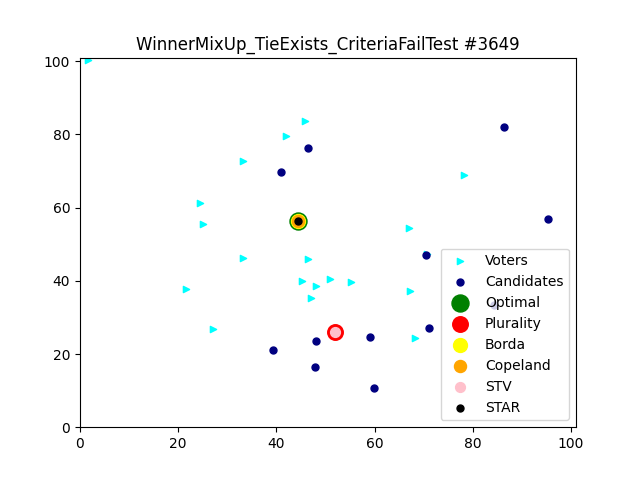 WinnerMixUp_TieExists_CriteriaFailTest #3649
100
80
60
40
20
0
0
20
40
60
80
100
Voters
Candidates
Optimal
Plurality
Borda
Copeland
STV
STAR